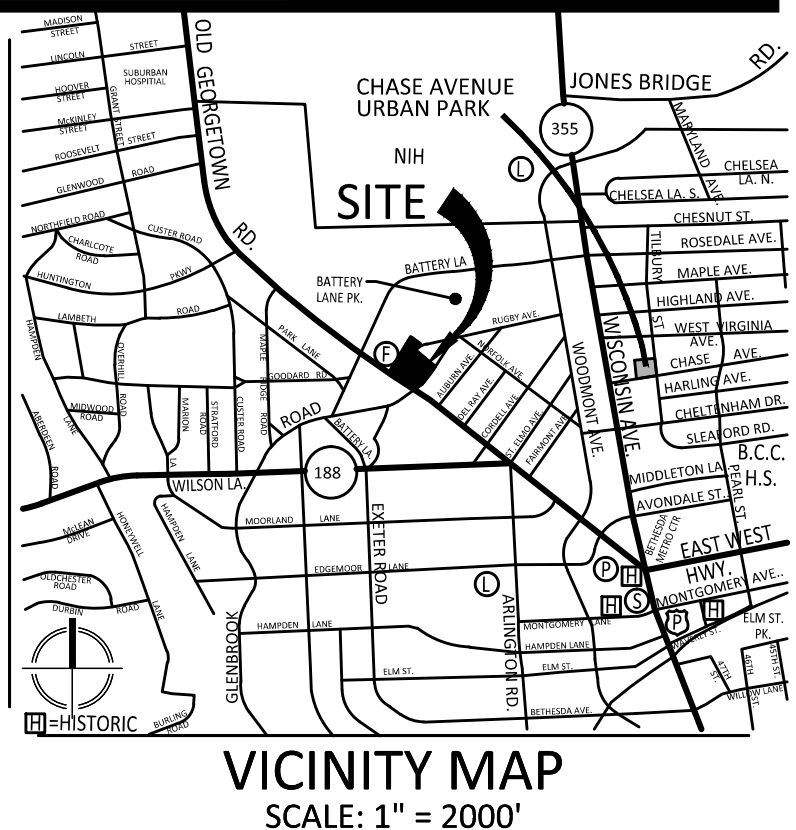 MADISON
STREET
LINCOLN STREET
HOOVER
STREET
McKINLEY
STREET
ROOSEVELT STREET
GLENWOOD ROAD
GRANT STREET
SUBURBAN
HOSPITIAL
OLD GEORGETOWN RD.
CHASE AVENUE
URBAN PARK
NIH
SITE
JONES BRIDGE RD.
355
L
MARYLAND AVE.
CHELSEA
LA. N.
CHELSEA LA. S.
CHESNUT ST.
ROSEDALE AVE.
TILBURY ST
MAPLE AVE.
HIGHLAND AVE.
WEST VIRGINIA
AVE.
CHASE AVE.
HARLING AVE.
CHELTENHAM DR.
SLEAFORD RD.
B.C.C.
H.S.
MIDDLETON LA.
AVONDALE ST.
PEARL ST.
NORTHFIELD ROAD
CHARLCOTE
ROAD
CUSTER ROAD
HUNTINGTON PKWY
LAMBETH ROAD
HAMPDEN LANE
OVERHILL ROAD
MAPLE RIDGE ROAD
PARK LANE
GOODARD RD.
BATTERY LA
BATTERY
LANE PK.
F
RUGBY AVE.
NORFOLK AVE.
AUBURN AVE.
DEL RAY AVE.
CORDELL AVE.
ST. ELMO AVE.
FAIRMONT AVE.
WOODMONT AVE.
WISCONSIN AVE.
MIDWOOD
ROAD
ABERDEEN ROAD
MARION LA
STRATFORD ROAD
CUSTER ROAD
ROAD
BATTERY LA.
188
WILSON LA.
MOORLAND LANE
EXETER ROAD
EDGEMOOR LANE
McLEAN
DRIVE
HONEYWELL LANE
HAMPDEN LANE
OLDCHESTER
ROAD
DURBIN ROAD
GLENBROOK
HAMPDEN LANE
ELM ST.
ARLINGTON RD.
L
P
H
H
S
P
H
BETHESDA
METRO CTR
EAST WEST
HWY.
MONTGOMERY AVE..
MONTGOMERY LANE
HAMPDEN LANE
ELM ST.
BETHESDA AVE.
WAVERLY ST.
ELM ST.
PK.
47TH
ST.
46TH
ST.
45TH ST.
WILLOW LANE
BURLING
ROAD
H =HISTORIC
VICINITY MAP
SCALE: 1" = 2000'